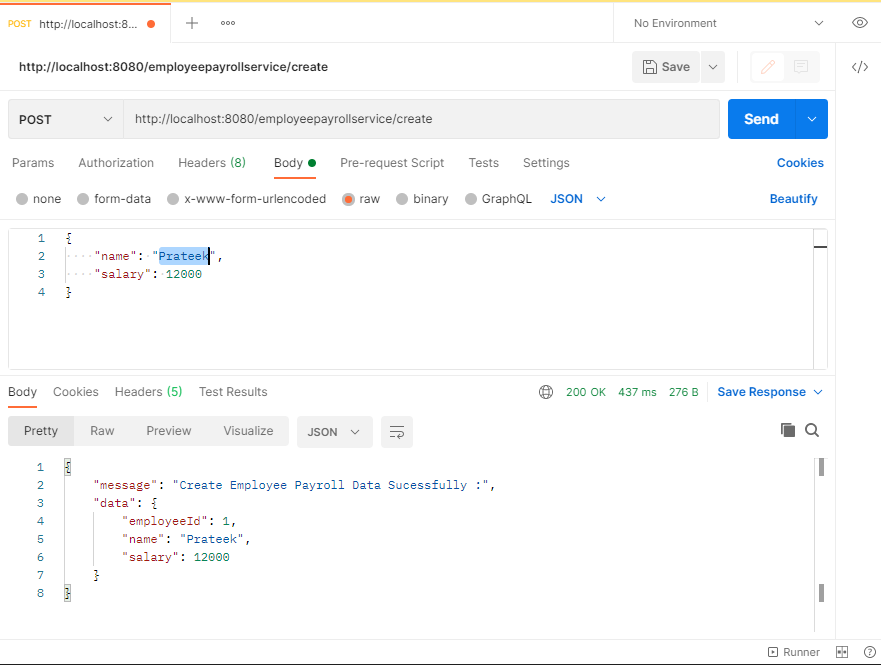 POST http://localhost:8... No Environment
http://localhost:8080/employeepayrollservice/create Save
POST http://localhost:8080/employeepayrollservice/create Send
Params Authorization Headers (8) Body Pre-request Script Tests Settings Cookies
none form-data x-www-form-urlencoded raw binary GraphQL JSON Beautify
1 {
2 "name": "Prateek",
3 "salary": 12000
4 }
Body Cookies Headers (5) Test Results 200 OK 437 ms 276 B Save Response
Pretty Raw Preview Visualize JSON
1 {
2 "message": "Create Employee Payroll Data Sucessfully :",
3 "data": {
4 "employeeId": 1,
5 "name": "Prateek",
6 "salary": 12000
7 }
8 }
Runner